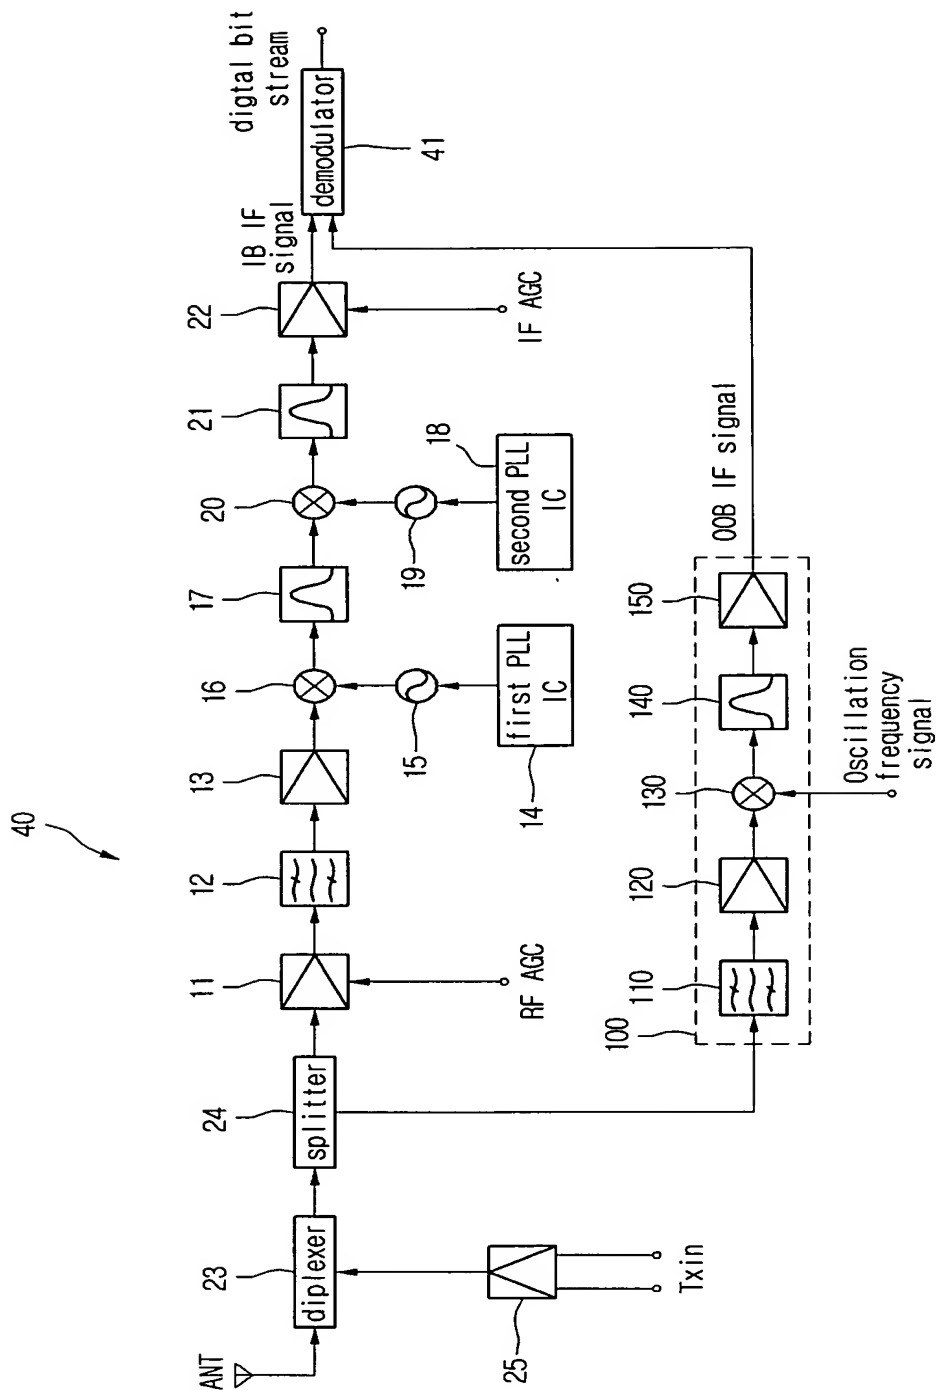 40
ANT
23
diplexer
24
splitter
11
12
13
16
17
20
21
22
IB IF
signal
digtal bit
stream
demodulator
41
RF AGC
15
first PLL
IC
14
19
18
second PLL
IC
IF AGC
25
Txin
100
110
120
130
140
150
OOB IF signal
Oscillation
frequency
signal